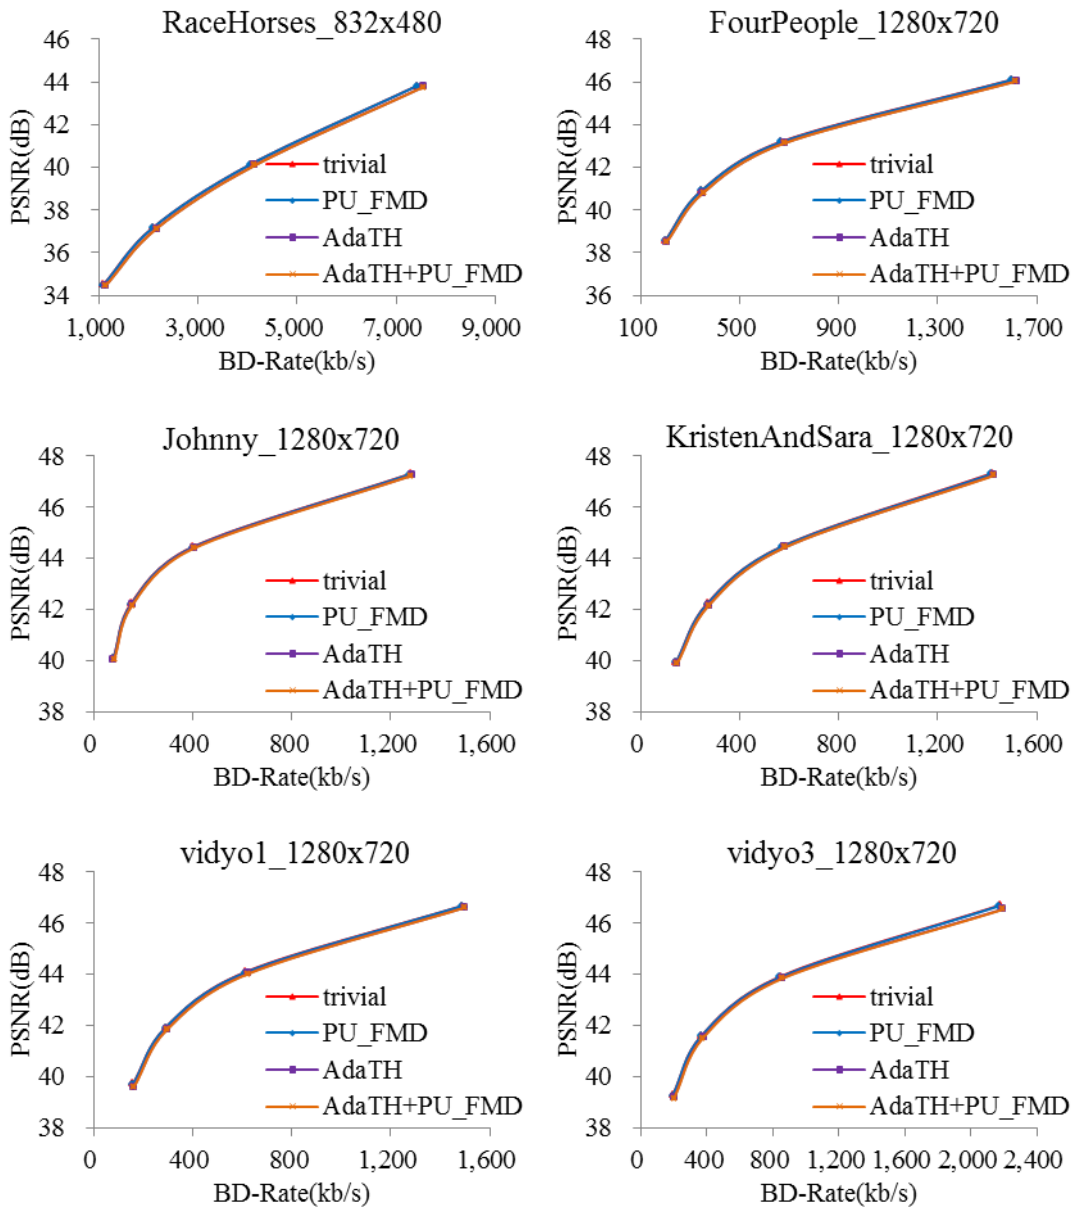 RaceHorses_832x480
46
44
42
40
38
36
34
PSNR(dB)
trivial
PU_FMD
AdaTH
AdaTH+PU_FMD
1,000 3,000 5,000 7,000 9,000
BD-Rate(kb/s)
FourPeople_1280x720
48
46
44
42
40
38
36
PSNR(dB)
trivial
PU_FMD
AdaTH
AdaTH+PU_FMD
100 500 900 1,300 1,700
BD-Rate(kb/s)
Johnny_1280x720
48
46
44
42
40
38
PSNR(dB)
trivial
PU_FMD
AdaTH
AdaTH+PU_FMD
0 400 800 1,200 1,600
BD-Rate(kb/s)
KristenAndSara_1280x720
48
46
44
42
40
38
PSNR(dB)
trivial
PU_FMD
AdaTH
AdaTH+PU_FMD
0 400 800 1,200 1,600
BD-Rate(kb/s)
vidyo1_1280x720
48
46
44
42
40
38
PSNR(dB)
trivial
PU_FMD
AdaTH
AdaTH+PU_FMD
0 400 800 1,200 1,600
BD-Rate(kb/s)
vidyo3_1280x720
48
46
44
42
40
38
PSNR(dB)
trivial
PU_FMD
AdaTH
AdaTH+PU_FMD
0 400 800 1,200 1,600 2,000 2,400
BD-Rate(kb/s)